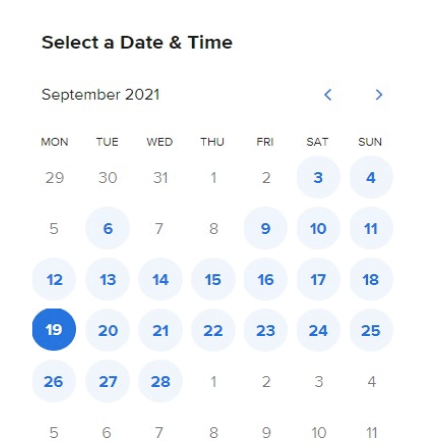 Select a Date & Time
September 2021
MON TUE WED THU FRI SAT SUN
29 30 31 1 2 3 4
5 6 7 8 9 10 11
12 13 14 15 16 17 18
19 20 21 22 23 24 25
26 27 28 1 2 3 4
5 6 7 8 9 10 11